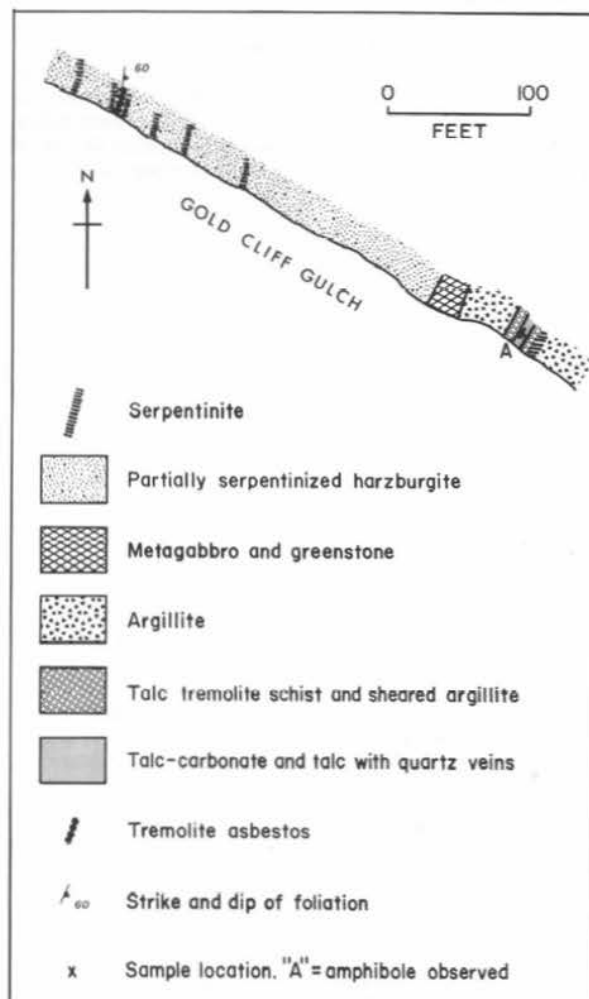 60
0 100
FEET
N
GOLD CLIFF GULCH
A
Serpentinite
Partially serpentinized harzburgite
Metagabbro and greenstone
Argillite
Talc tremolite schist and sheared argillite
Talc-carbonate and talc with quartz veins
Tremolite asbestos
60 Strike and dip of foliation
x Sample location. "A" = amphibole observed